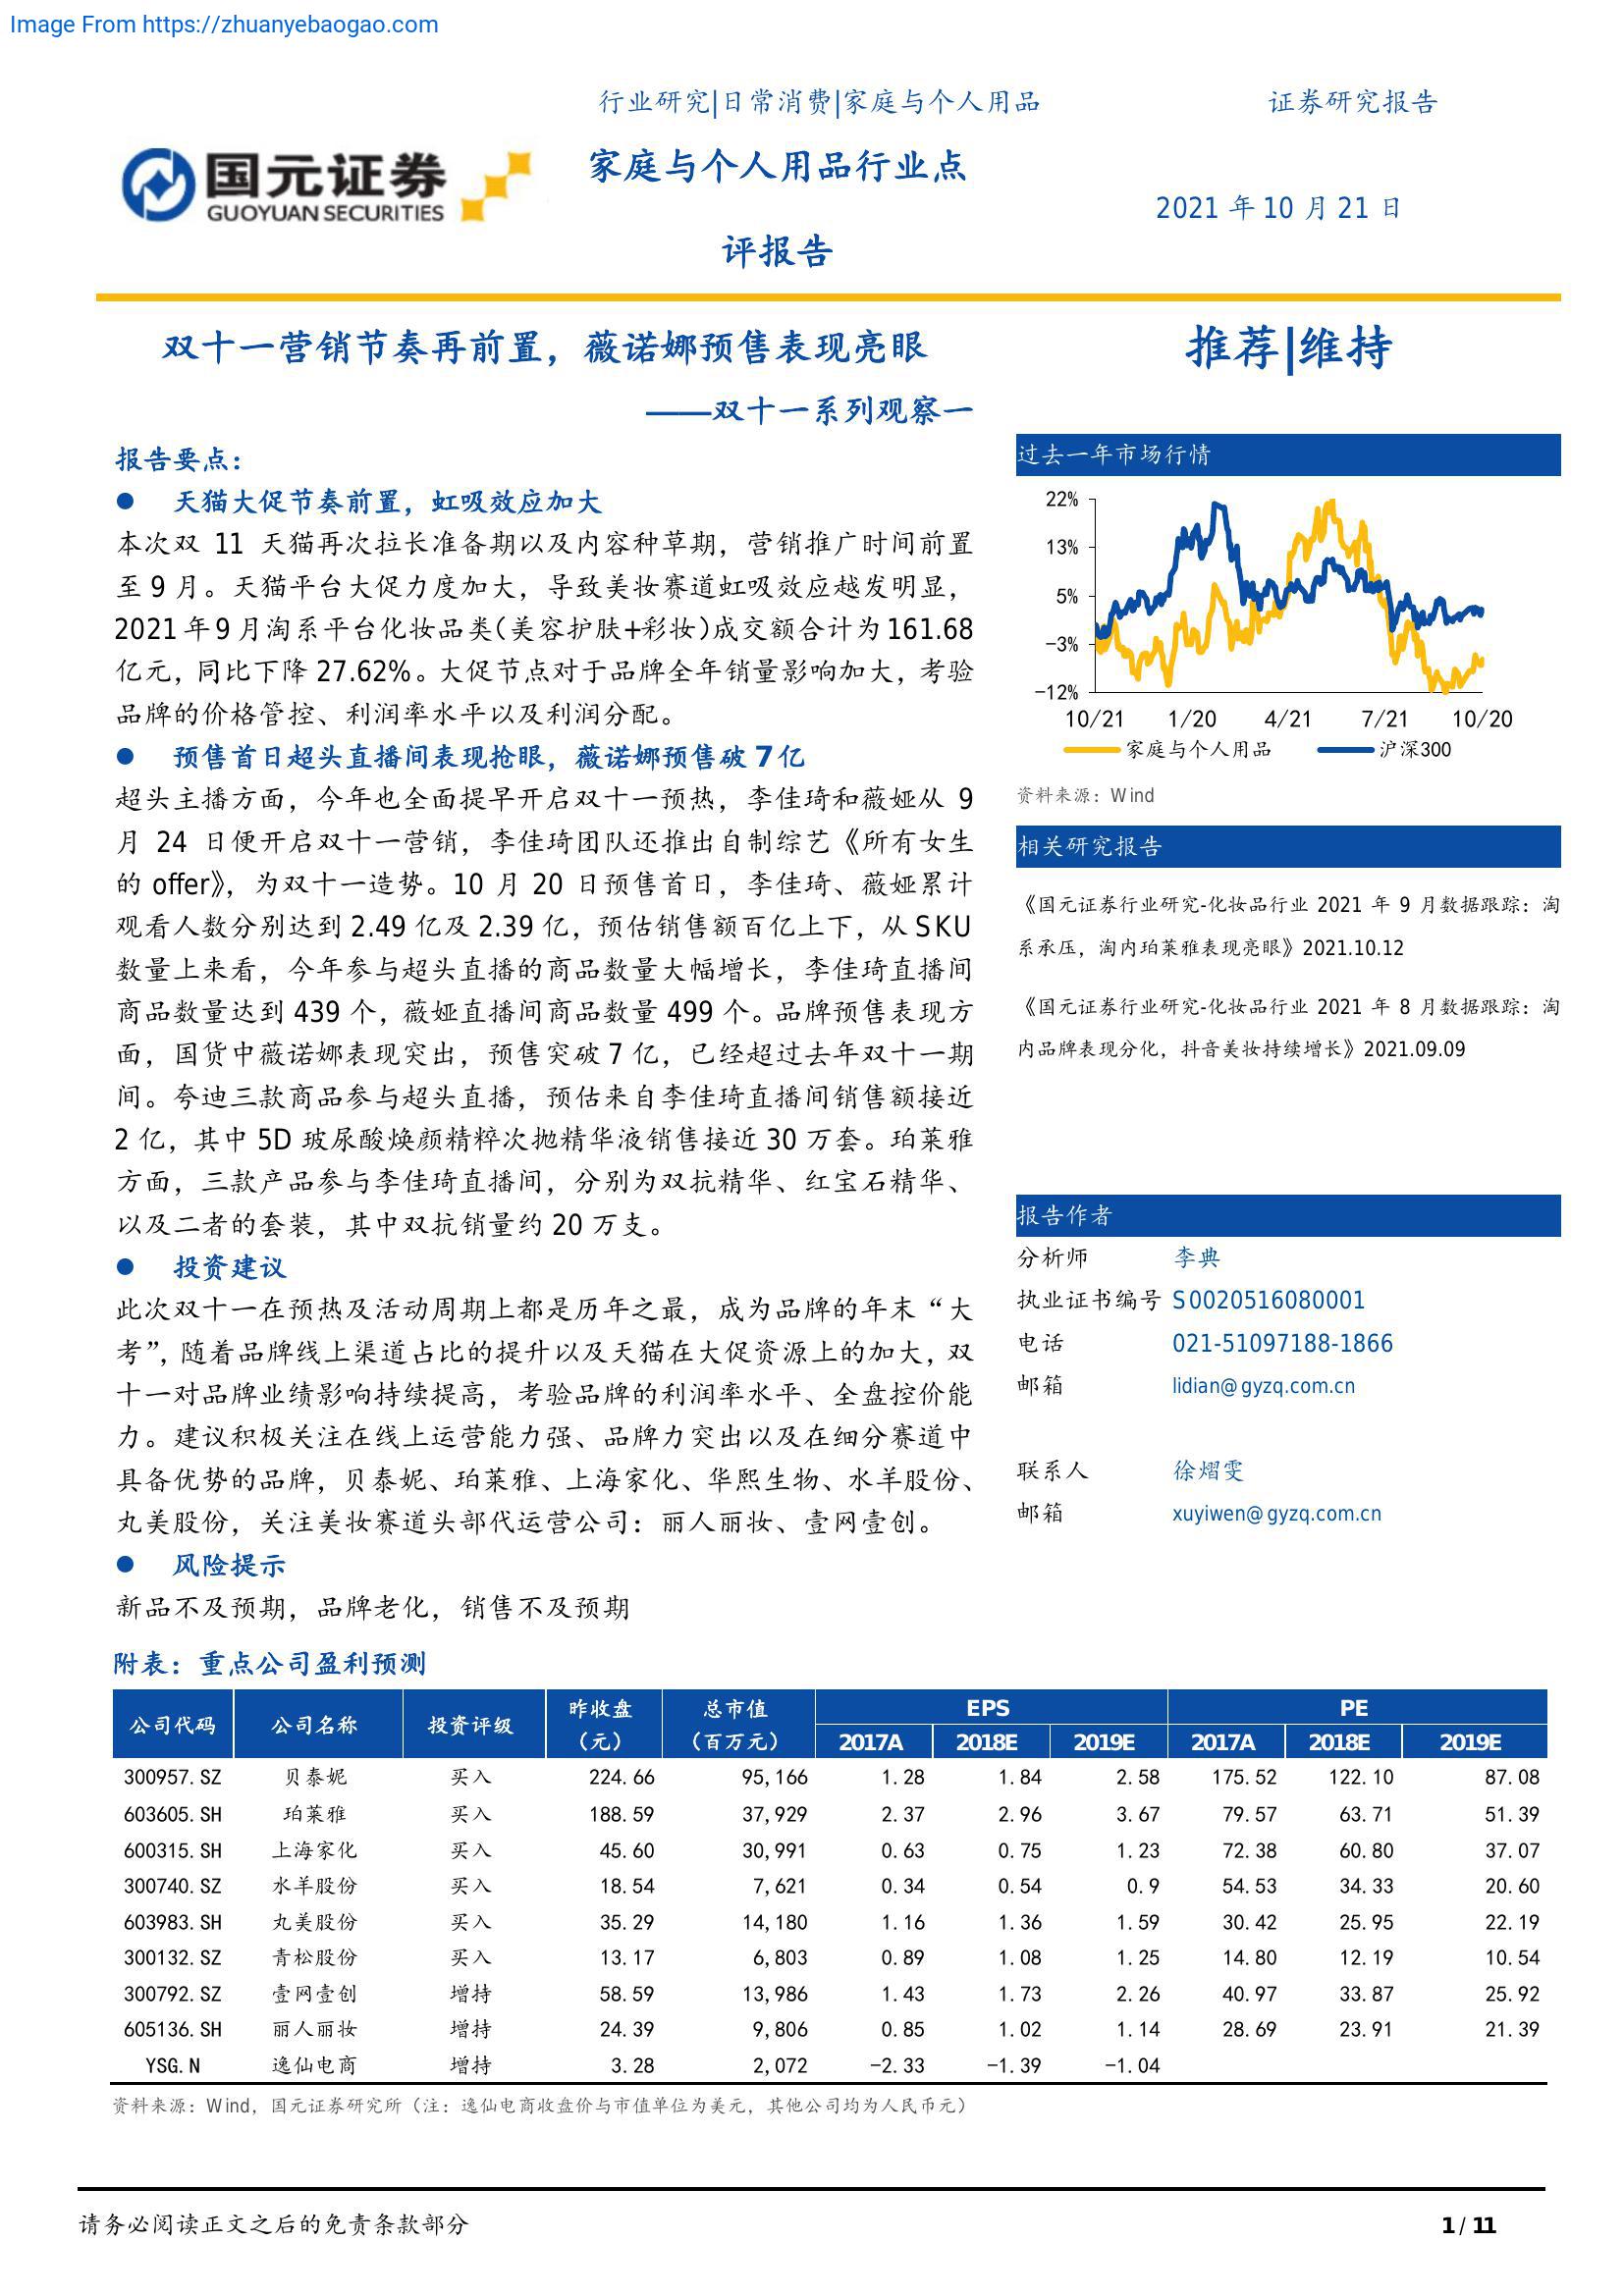 Image From https://zhuanyebaogao.com
行业研究|日常消费|家庭与个人用品
证券研究报告
国元证券
GUOYUAN SECURITIES
家庭与个人用品行业点
评报告
2021 年 10 月 21 日
双十一营销节奏再前置，薇诺娜预售表现亮眼
——双十一系列观察一
报告要点：
● 天猫大促节奏前置，虹吸效应加大
本次双 11 天猫再次拉长准备期以及内容种草期，营销推广时间前置
至 9 月。天猫平台大促力度加大，导致美妆赛道虹吸效应越发明显，
2021 年 9 月淘系平台化妆品类（美容护肤+彩妆）成交额合计为 161.68
亿元，同比下降 27.62%。大促节点对于品牌全年销量影响加大，考验
品牌的价格管控、利润率水平以及利润分配。
● 预售首日超头直播间表现抢眼，薇诺娜预售破 7 亿
超头主播方面，今年也全面提早开启双十一预热，李佳琦和薇娅从 9
月 24 日便开启双十一营销，李佳琦团队还推出自制综艺《所有女生
的 offer》，为双十一造势。10 月 20 日预售首日，李佳琦、薇娅累计
观看人数分别达到 2.49 亿及 2.39 亿，预估销售额百亿上下，从 SKU
数量上来看，今年参与超头直播的商品数量大幅增长，李佳琦直播间
商品数量达到 439 个，薇娅直播间商品数量 499 个。品牌预售表现方
面，国货中薇诺娜表现突出，预售突破 7 亿，已经超过去年双十一期
间。夸迪三款商品参与超头直播，预估来自李佳琦直播间销售额接近
2 亿，其中 5D 玻尿酸焕颜精粹次抛精华液销售接近 30 万套。珀莱雅
方面，三款产品参与李佳琦直播间，分别为双抗精华、红宝石精华、
以及二者的套装，其中双抗销量约 20 万支。
● 投资建议
此次双十一在预热及活动周期上都是历年之最，成为品牌的年末“大
考”，随着品牌线上渠道占比的提升以及天猫在大促资源上的加大，双
十一对品牌业绩影响持续提高，考验品牌的利润率水平、全盘控价能
力。建议积极关注在线上运营能力强、品牌力突出以及在细分赛道中
具备优势的品牌，贝泰妮、珀莱雅、上海家化、华熙生物、水羊股份、
丸美股份，关注美妆赛道头部代运营公司：丽人丽妆、壹网壹创。
● 风险提示
新品不及预期，品牌老化，销售不及预期
推荐|维持
过去一年市场行情
22%
13%
5%
-3%
-12%
10/21 1/20 4/21 7/21 10/20
家庭与个人用品 沪深300
资料来源：Wind
相关研究报告
《国元证券行业研究-化妆品行业 2021 年 9 月数据跟踪：淘
系承压，淘内珀莱雅表现亮眼》2021.10.12
《国元证券行业研究-化妆品行业 2021 年 8 月数据跟踪：淘
内品牌表现分化，抖音美妆持续增长》2021.09.09
报告作者
分析师 李典
执业证书编号 S0020516080001
电话 021-51097188-1866
邮箱 lidian@gyzq.com.cn
联系人 徐熠雯
邮箱 xuyiwen@gyzq.com.cn
附表：重点公司盈利预测
公司代码 公司名称 投资评级 昨收盘（元） 总市值（百万元） EPS PE
2017A 2018E 2019E 2017A 2018E 2019E
300957.SZ 贝泰妮 买入 224.66 95,166 1.28 1.84 2.58 175.52 122.10 87.08
603605.SH 珀莱雅 买入 188.59 37,929 2.37 2.96 3.67 79.57 63.71 51.39
600315.SH 上海家化 买入 45.60 30,991 0.63 0.75 1.23 72.38 60.80 37.07
300740.SZ 水羊股份 买入 18.54 7,621 0.34 0.54 0.9 54.53 34.33 20.60
603983.SH 丸美股份 买入 35.29 14,180 1.16 1.36 1.59 30.42 25.95 22.19
300132.SZ 青松股份 买入 13.17 6,803 0.89 1.08 1.25 14.80 12.19 10.54
300792.SZ 壹网壹创 增持 58.59 13,986 1.43 1.73 2.26 40.97 33.87 25.92
605136.SH 丽人丽妆 增持 24.39 9,806 0.85 1.02 1.14 28.69 23.91 21.39
YSG.N 逸仙电商 增持 3.28 2,072 -2.33 -1.39 -1.04
资料来源：Wind，国元证券研究所（注：逸仙电商收盘价与市值单位为美元，其他公司均为人民币元）
请务必阅读正文之后的免责条款部分
1 / 11